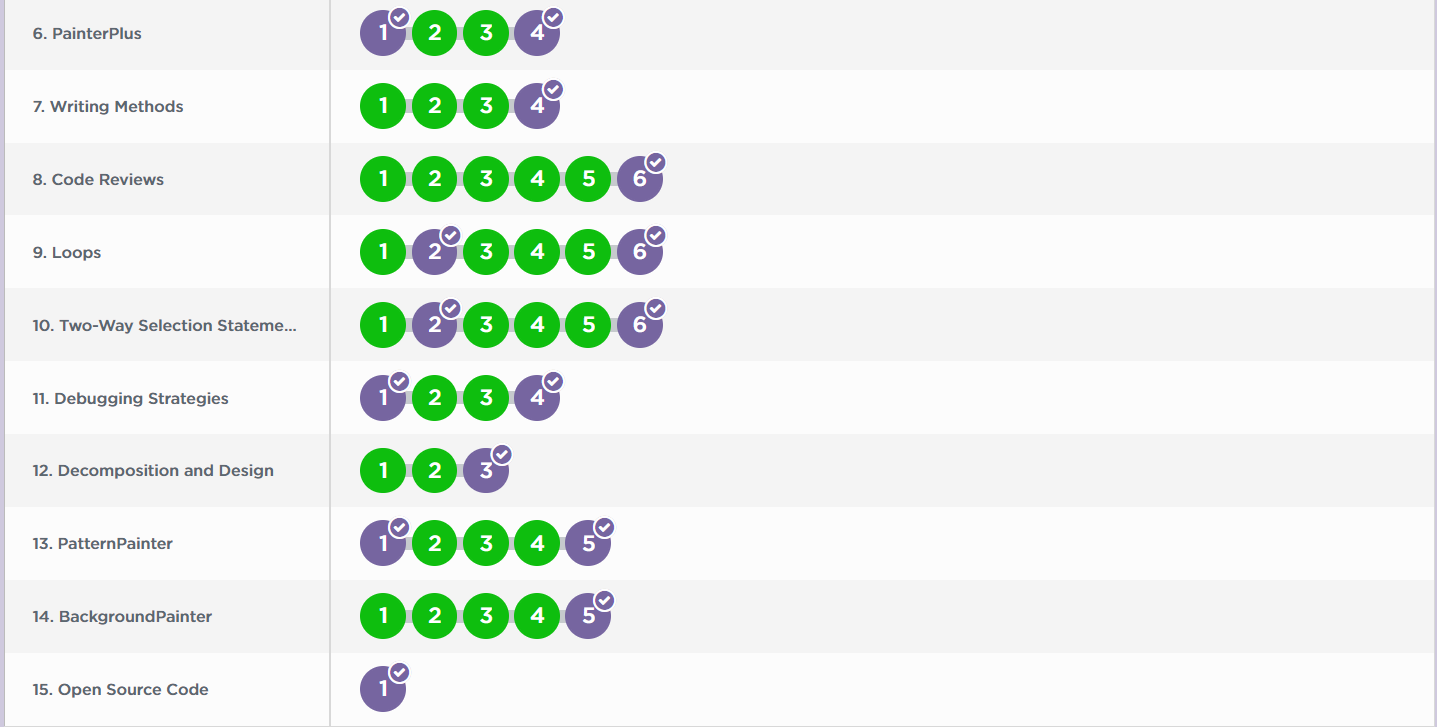 6. PainterPlus 1 2 3 4
7. Writing Methods 1 2 3 4
8. Code Reviews 1 2 3 4 5 6
9. Loops 1 2 3 4 5 6
10. Two-Way Selection Stateme... 1 2 3 4 5 6
11. Debugging Strategies 1 2 3 4
12. Decomposition and Design 1 2 3
13. PatternPainter 1 2 3 4 5
14. BackgroundPainter 1 2 3 4 5
15. Open Source Code 1